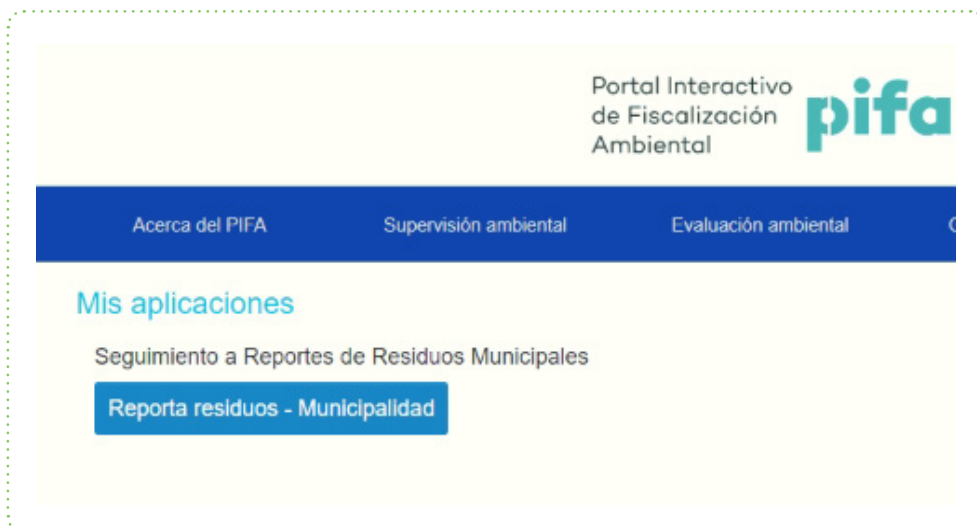 Portal Interactivo
de Fiscalización
Ambiental
pifa
Acerca del PIFA Supervisión ambiental Evaluación ambiental
Mis aplicaciones
Seguimiento a Reportes de Residuos Municipales
Reporta residuos - Municipalidad